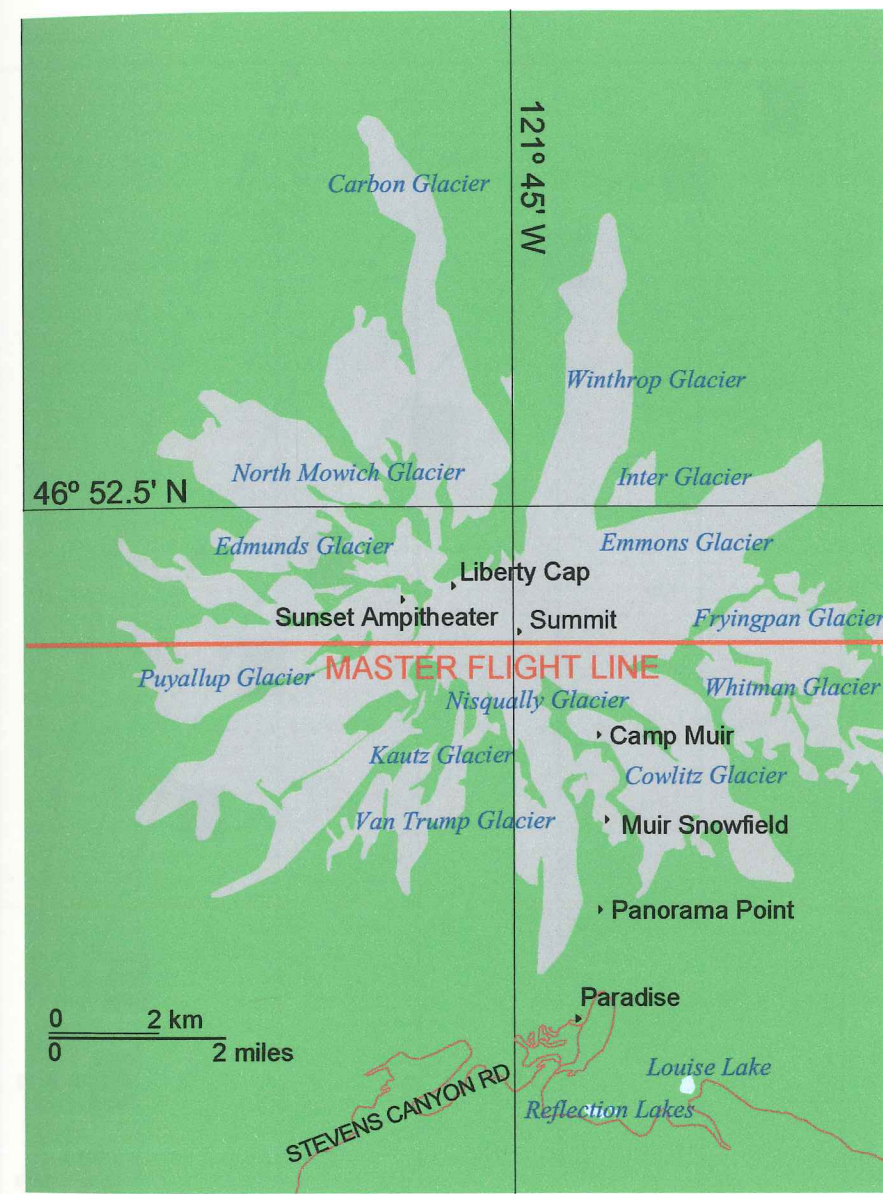 Carbon Glacier
121º 45' W
Winthrop Glacier
North Mowich Glacier
Inter Glacier
46º 52.5' N
Edmunds Glacier
Emmons Glacier
Liberty Cap
Sunset Ampitheater
Summit
Fryingpan Glacier
MASTER FLIGHT LINE
Puyallup Glacier
Whitman Glacier
Nisqually Glacier
Camp Muir
Kautz Glacier
Cowlitz Glacier
Van Trump Glacier
Muir Snowfield
Panorama Point
Paradise
0 2 km
0 2 miles
Louise Lake
STEVENS CANYON RD
Reflection Lakes